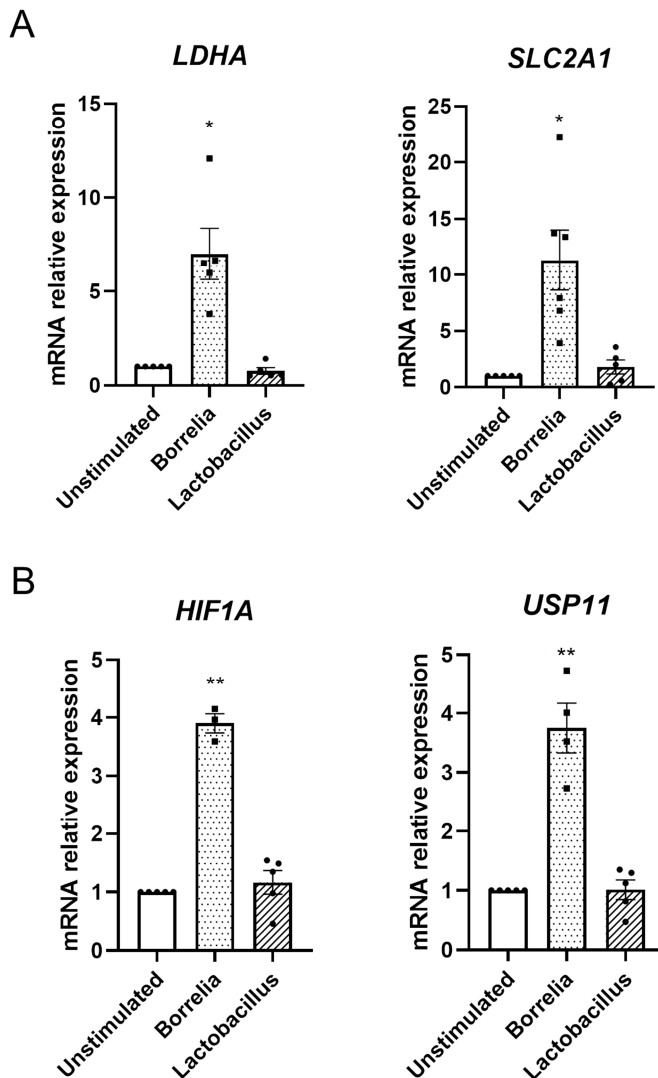 A
LDHA
mRNA relative expression
15
10
5
0
*
Unstimulated
Borrelia
Lactobacillus
SLC2A1
mRNA relative expression
25
20
15
10
5
0
*
Unstimulated
Borrelia
Lactobacillus
B
HIF1A
mRNA relative expression
5
4
3
2
1
0
**
Unstimulated
Borrelia
Lactobacillus
USP11
mRNA relative expression
5
4
3
2
1
0
**
Unstimulated
Borrelia
Lactobacillus